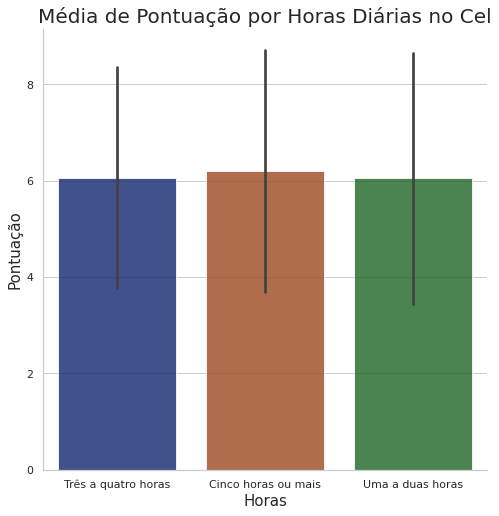 Média de Pontuação por Horas Diárias no Cel
8
6
4
2
0
Pontuação
Três a quatro horas
Cinco horas ou mais
Uma a duas horas
Horas